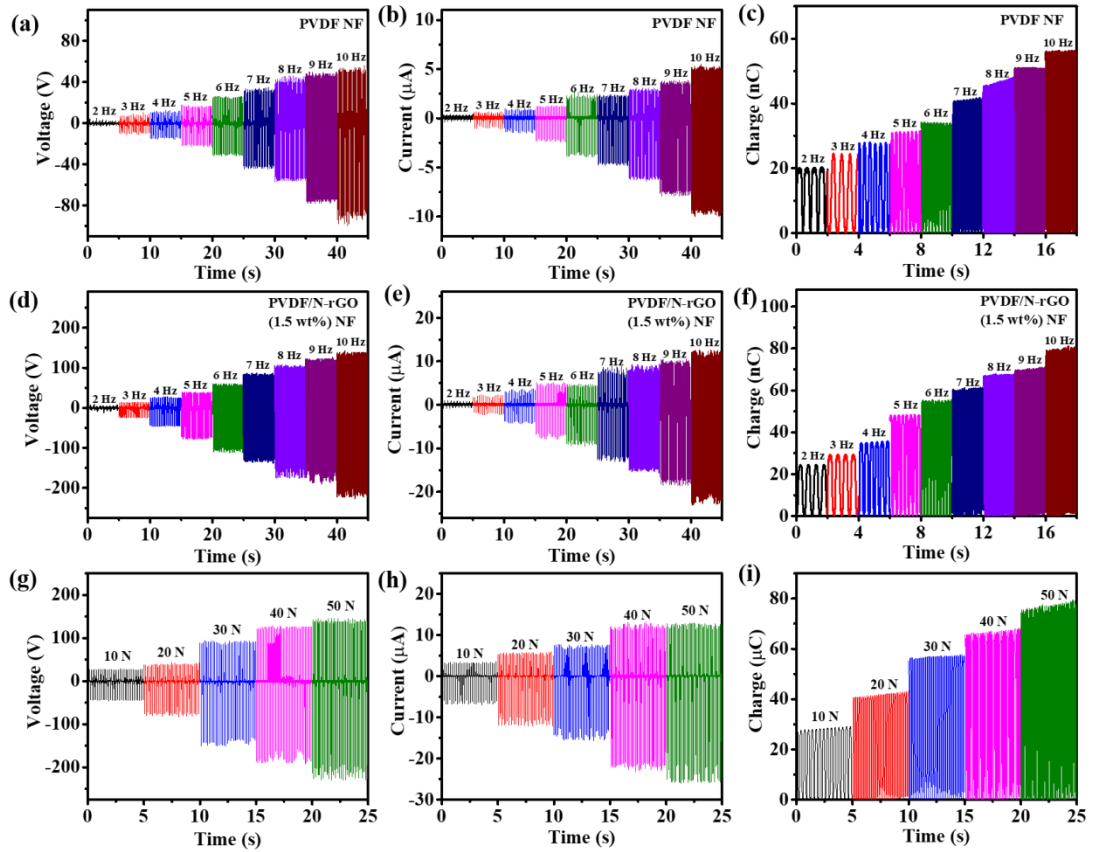 (a)
PVDF NF
Voltage (V)
80
40
0
-40
-80
2 Hz
3 Hz
4 Hz
5 Hz
6 Hz
7 Hz
8 Hz
9 Hz
10 Hz
0 10 20 30 40
Time (s)
(b)
PVDF NF
Current (µA)
10
5
0
-5
-10
2 Hz
3 Hz
4 Hz
5 Hz
6 Hz
7 Hz
8 Hz
9 Hz
10 Hz
0 10 20 30 40
Time (s)
(c)
PVDF NF
Charge (nC)
60
40
20
0
2 Hz
3 Hz
4 Hz
5 Hz
6 Hz
7 Hz
8 Hz
9 Hz
10 Hz
0 4 8 12 16
Time (s)
(d)
PVDF/N-rGO
(1.5 wt%) NF
Voltage (V)
200
100
0
-100
-200
2 Hz
3 Hz
4 Hz
5 Hz
6 Hz
7 Hz
8 Hz
9 Hz
10 Hz
0 10 20 30 40
Time (s)
(e)
PVDF/N-rGO
(1.5 wt%) NF
Current (µA)
20
10
0
-10
-20
2 Hz
3 Hz
4 Hz
5 Hz
6 Hz
7 Hz
8 Hz
9 Hz
10 Hz
0 10 20 30 40
Time (s)
(f)
PVDF/N-rGO
(1.5 wt%) NF
Charge (nC)
100
80
60
40
20
0
2 Hz
3 Hz
4 Hz
5 Hz
6 Hz
7 Hz
8 Hz
9 Hz
10 Hz
0 4 8 12 16
Time (s)
(g)
Voltage (V)
200
100
0
-100
-200
10 N
20 N
30 N
40 N
50 N
0 5 10 15 20 25
Time (s)
(h)
Current (µA)
20
10
0
-10
-20
-30
10 N
20 N
30 N
40 N
50 N
0 5 10 15 20 25
Time (s)
(i)
Charge (µC)
80
60
40
20
0
10 N
20 N
30 N
40 N
50 N
0 5 10 15 20 25
Time (s)